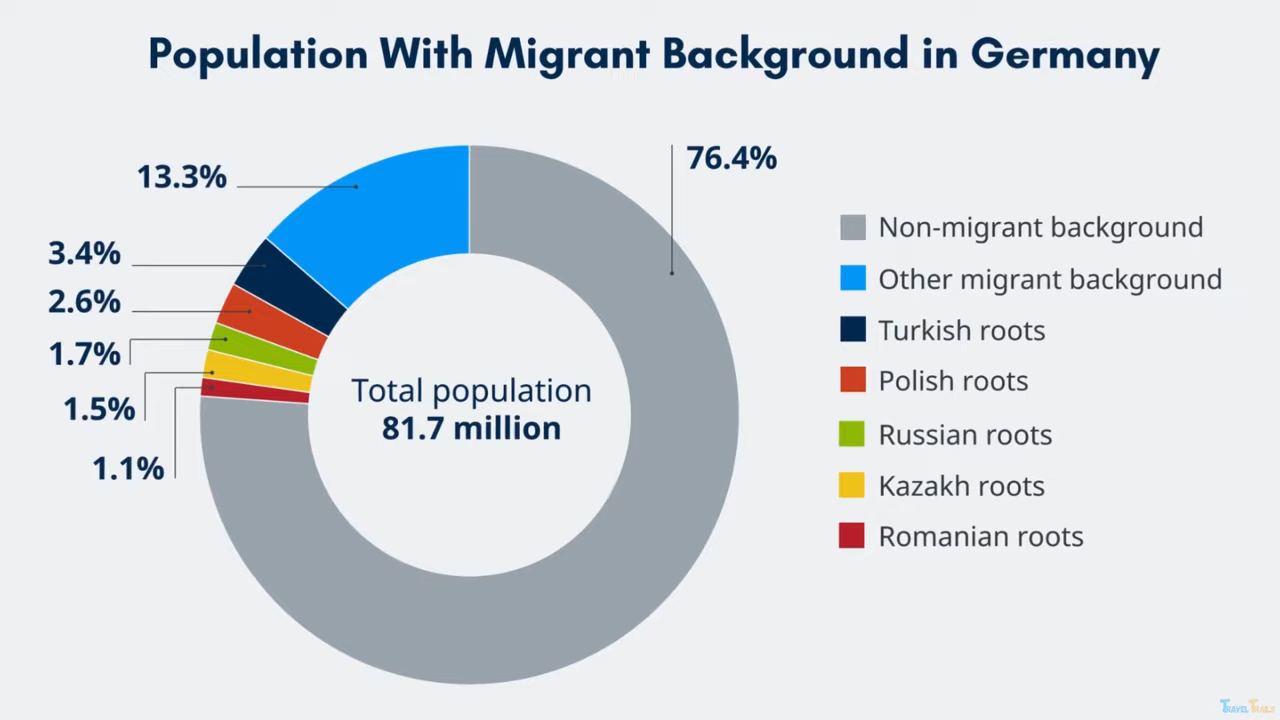 Population With Migrant Background in Germany
76.4%
13.3%
3.4%
2.6%
1.7%
1.5%
1.1%
Total population
81.7 million
Non-migrant background
Other migrant background
Turkish roots
Polish roots
Russian roots
Kazakh roots
Romanian roots
TRAVEL TRAILS